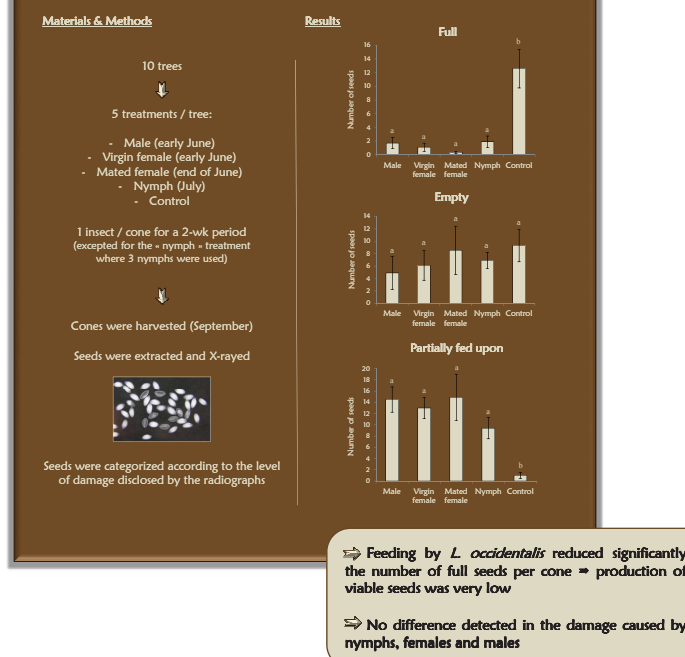 Materials & Methods
10 trees
5 treatments / tree:
- Male (early June)
- Virgin female (early June)
- Mated female (end of June)
- Nymph (July)
- Control
1 insect / cone for a 2-wk period
(excepted for the « nymph » treatment
where 3 nymphs were used)
Cones were harvested (September)
Seeds were extracted and X-rayed
Seeds were categorized according to the level
of damage disclosed by the radiographs
Results
Full
Number of seeds
16
14
12
10
8
6
4
2
0
a
a
a
a
b
Male
Virgin female
Mated female
Nymph
Control
Empty
Number of seeds
14
12
10
8
6
4
2
0
a
a
a
a
a
Male
Virgin female
Mated female
Nymph
Control
Partially fed upon
Number of seeds
20
18
16
14
12
10
8
6
4
2
0
a
a
a
a
b
Male
Virgin female
Mated female
Nymph
Control
⇨ Feeding by L. occidentalis reduced significantly
the number of full seeds per cone ➠ production of
viable seeds was very low
⇨ No difference detected in the damage caused by
nymphs, females and males